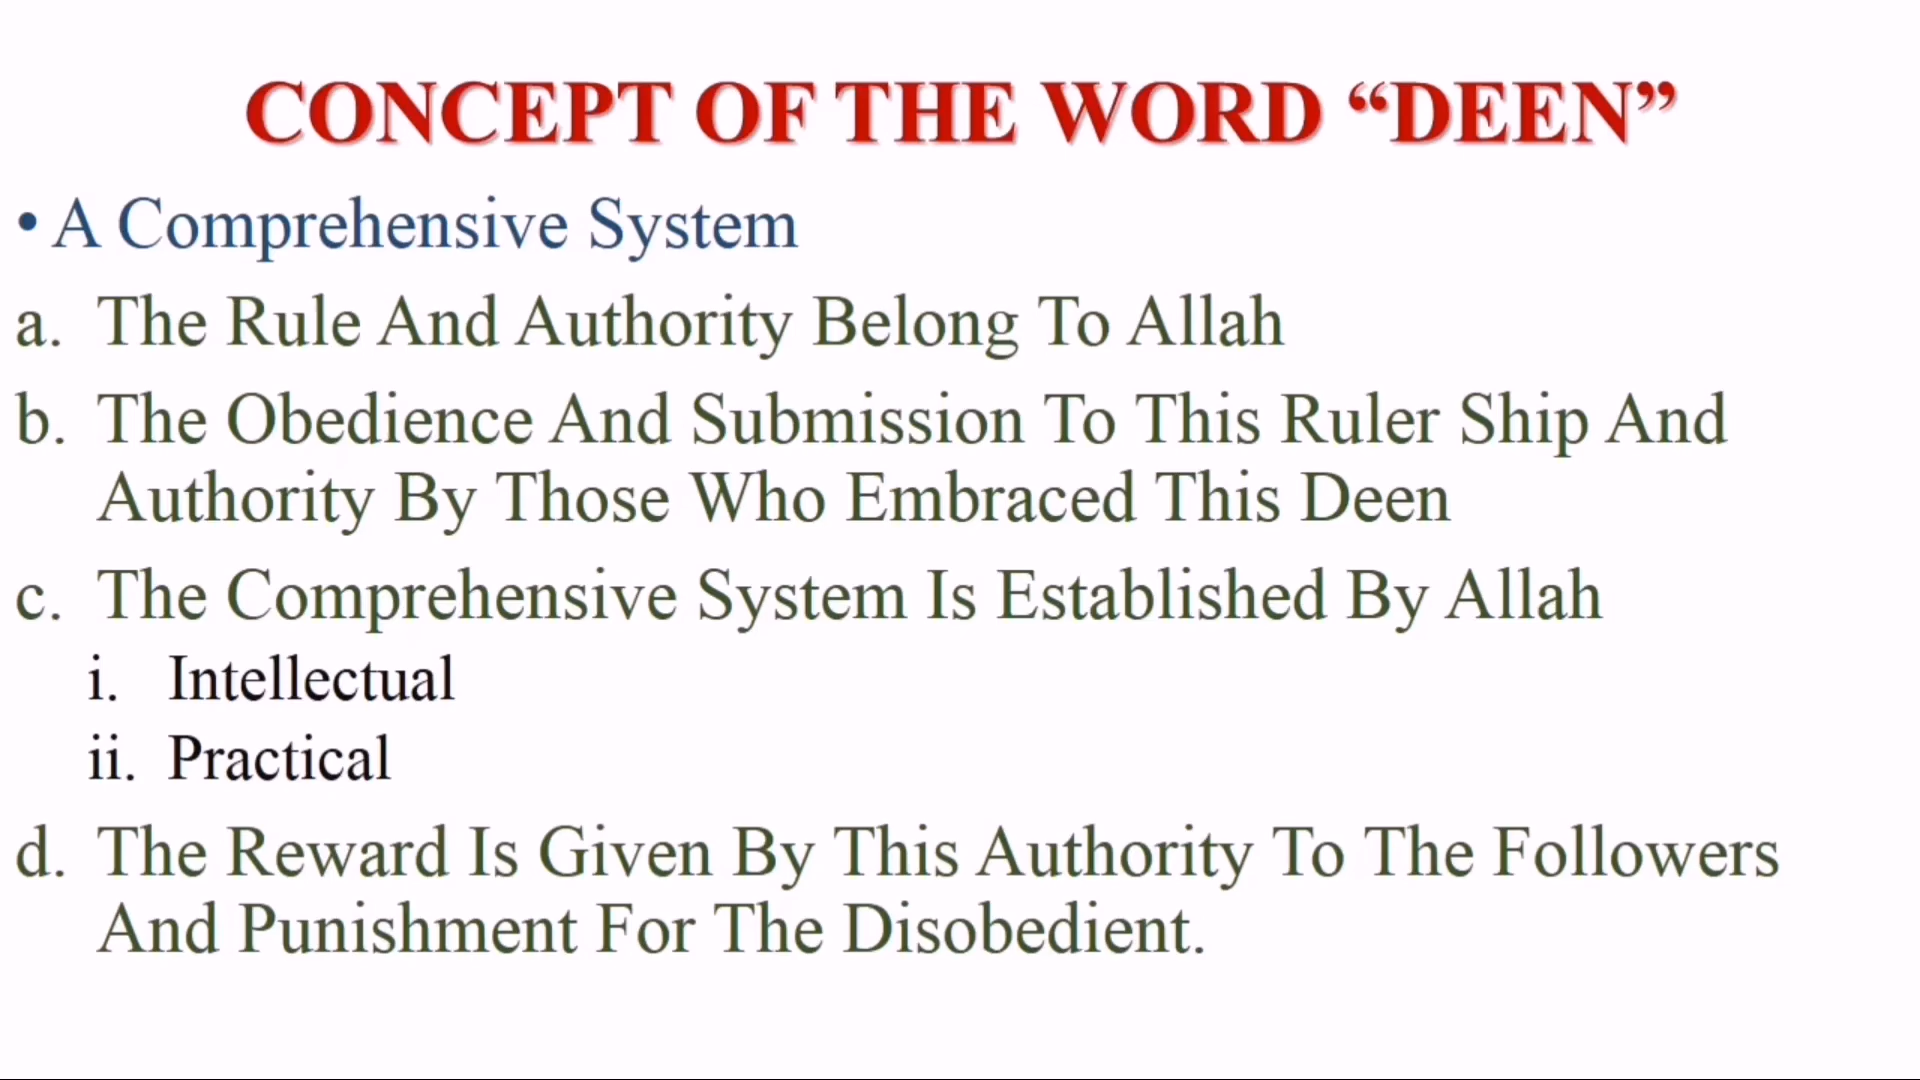 CONCEPT OF THE WORD “DEEN”
• A Comprehensive System
a. The Rule And Authority Belong To Allah
b. The Obedience And Submission To This Ruler Ship And
Authority By Those Who Embraced This Deen
c. The Comprehensive System Is Established By Allah
i. Intellectual
ii. Practical
d. The Reward Is Given By This Authority To The Followers
And Punishment For The Disobedient.